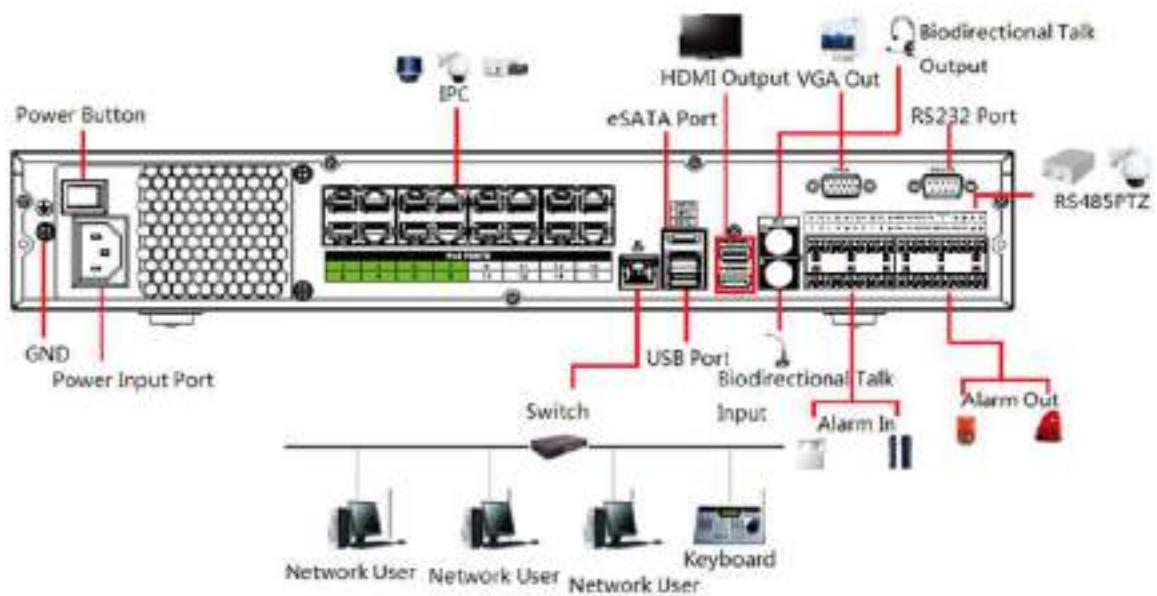 Biodirectional Talk
Output
HDMI Output
VGA Out
IPC
Power Button
eSATA Port
RS232 Port
RS485PTZ
GND
Power Input Port
USB Port
Biodirectional Talk
Input
Switch
Alarm In
Alarm Out
Network User
Network User
Network User
Keyboard